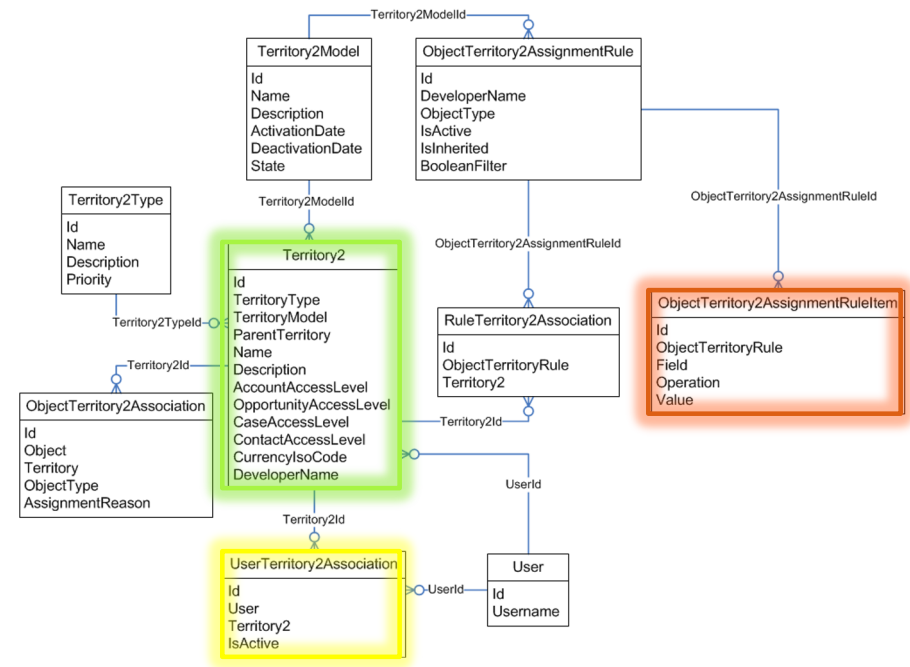 Territory2ModelId
Territory2Model
Id
Name
Description
ActivationDate
DeactivationDate
State
ObjectTerritory2AssignmentRule
Id
DeveloperName
ObjectType
IsActive
IsInherited
BooleanFilter
Territory2Type
Id
Name
Description
Priority
Territory2ModelId
ObjectTerritory2AssignmentRuleId
ObjectTerritory2AssignmentRuleId
Territory2
Id
TerritoryType
TerritoryModel
ParentTerritory
Name
Description
AccountAccessLevel
OpportunityAccessLevel
CaseAccessLevel
ContactAccessLevel
CurrencyIsoCode
DeveloperName
Territory2TypeId
RuleTerritory2Association
Id
ObjectTerritoryRule
Territory2
ObjectTerritory2AssignmentRuleItem
Id
ObjectTerritoryRule
Field
Operation
Value
Territory2Id
ObjectTerritory2Association
Id
Object
Territory
ObjectType
AssignmentReason
Territory2Id
UserId
Territory2Id
UserTerritory2Association
Id
User
Territory2
IsActive
UserId
User
Id
Username